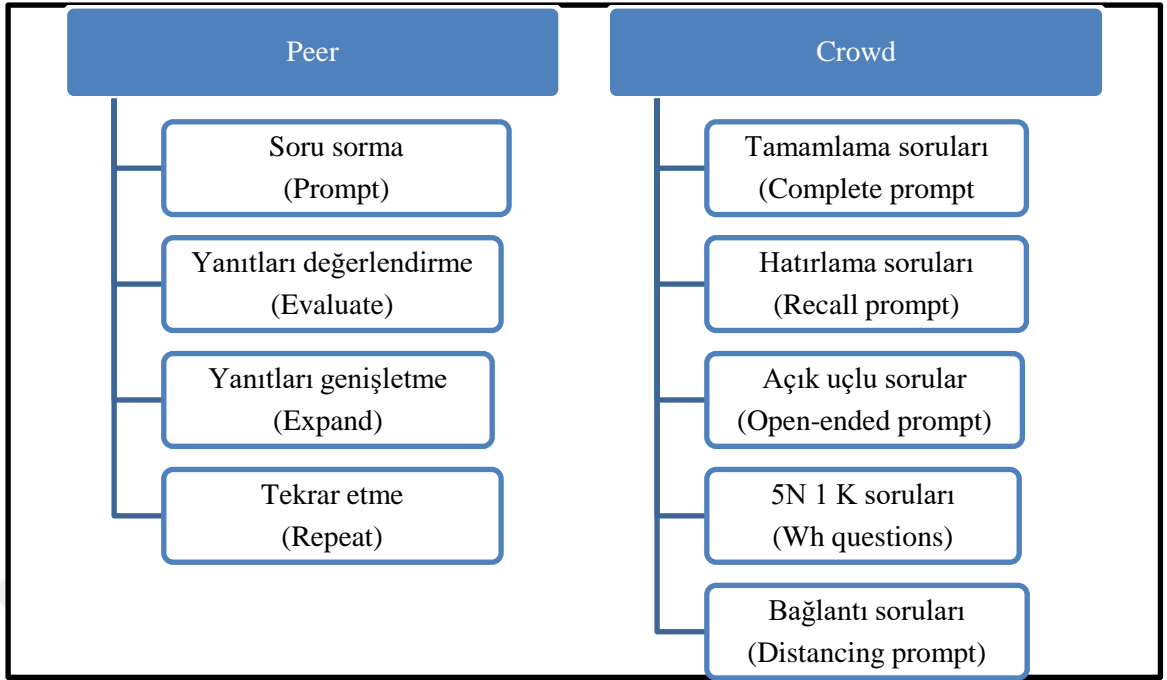 Peer
Soru sorma
(Prompt)
Yanıtları değerlendirme
(Evaluate)
Yanıtları genişletme
(Expand)
Tekrar etme
(Repeat)
Crowd
Tamamlama soruları
(Complete prompt
Hatırlama soruları
(Recall prompt)
Açık uçlu sorular
(Open-ended prompt)
5N 1 K soruları
(Wh questions)
Bağlantı soruları
(Distancing prompt)